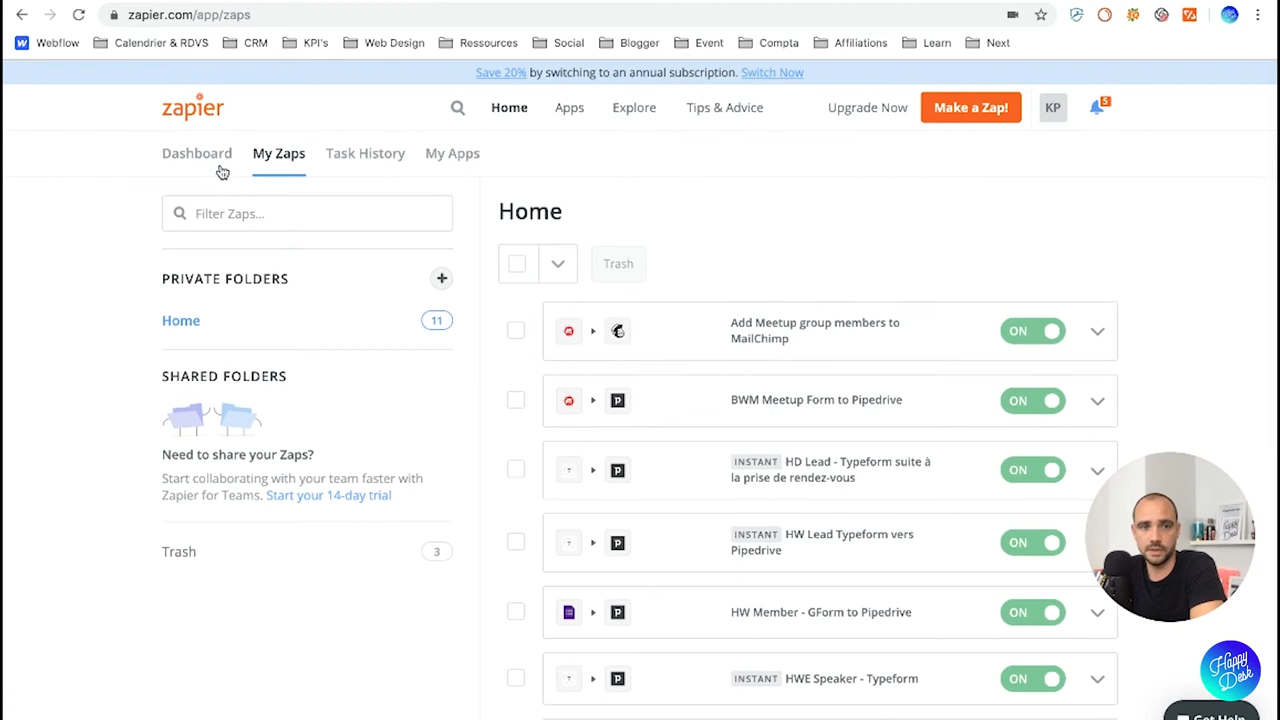 zapier.com/app/zaps
Webflow Calendrier & RDVS CRM KPI's Web Design Ressources Social Blogger Event Compta Affiliations Learn Next
Save 20% by switching to an annual subscription. Switch Now
zapier Home Apps Explore Tips & Advice Upgrade Now Make a Zap! KP 5
Dashboard My Zaps Task History My Apps
Filter Zaps...
Home
Trash
PRIVATE FOLDERS +
Home 11
SHARED FOLDERS
Need to share your Zaps?
Start collaborating with your team faster with
Zapier for Teams. Start your 14-day trial
Trash 3
Add Meetup group members to
MailChimp
ON
BWM Meetup Form to Pipedrive ON
INSTANT HD Lead - Typeform suite à
la prise de rendez-vous
ON
INSTANT HW Lead Typeform vers
Pipedrive
ON
HW Member - GForm to Pipedrive ON
INSTANT HWE Speaker - Typeform ON
Happy
Desk
Get Help